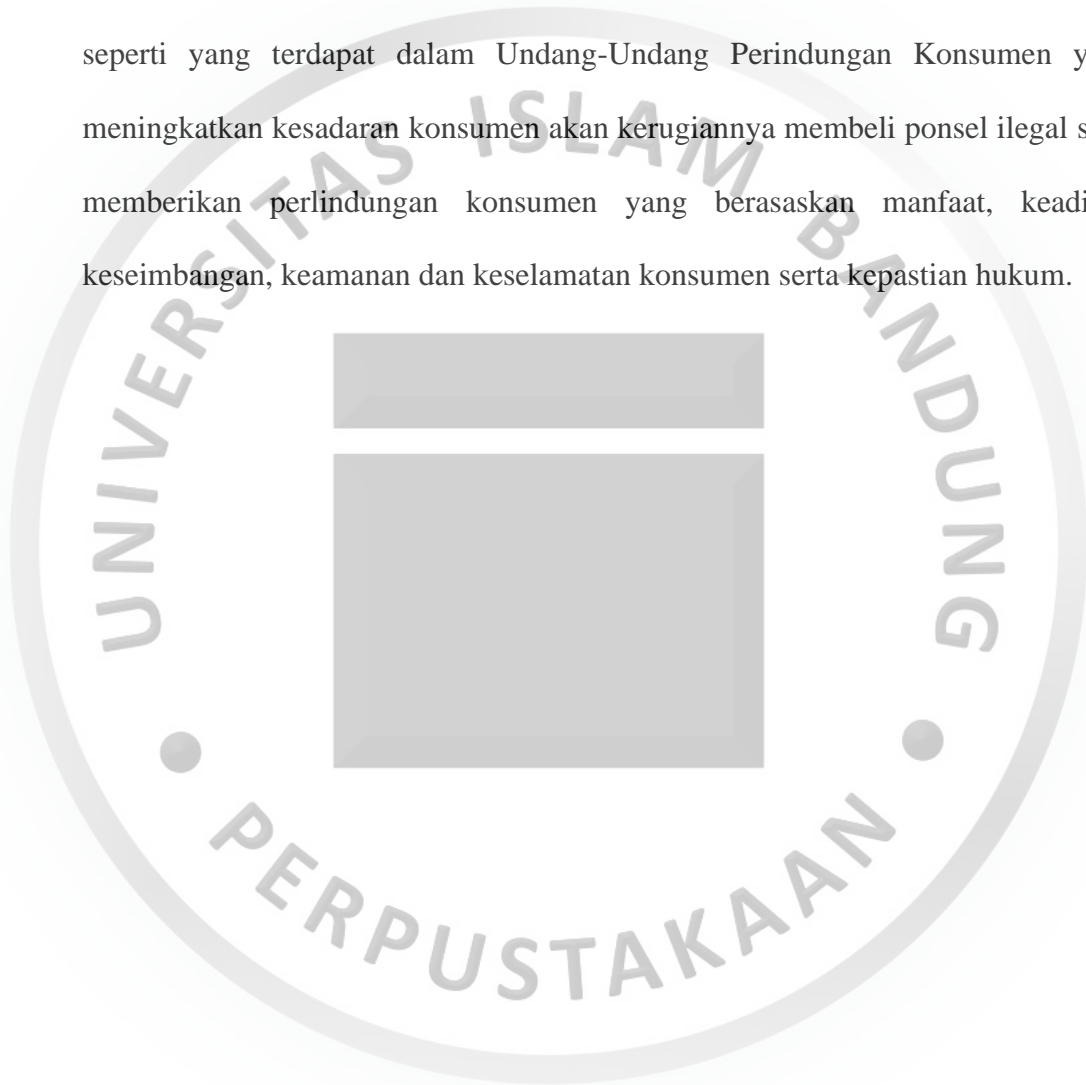 seperti yang terdapat dalam Undang-Undang Perindungan Konsumen
meningkatkan kesadaran konsumen akan kerugiannya membeli ponsel ilegal
memberikan perlindungan konsumen yang berasaskan manfaat,
keseimbangan, keamanan dan keselamatan konsumen serta kepastian hukum.
UNIVERSITAS ISLAM BANDUNG
PERPUSTAKAAN